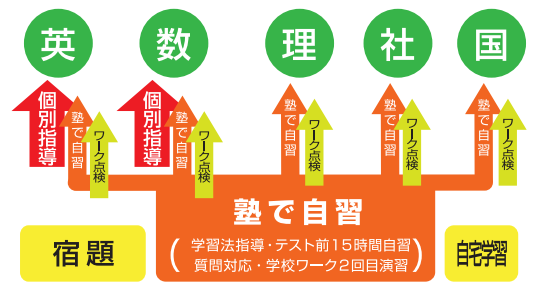 英
数
理
社
国
個別指導
塾で自習
ワーク点検
個別指導
塾で自習
ワーク点検
塾で自習
ワーク点検
塾で自習
ワーク点検
塾で自習
ワーク点検
宿題
塾で自習
(学習法指導・テスト前15時間自習
質問対応・学校ワーク2回目演習)
自宅学習